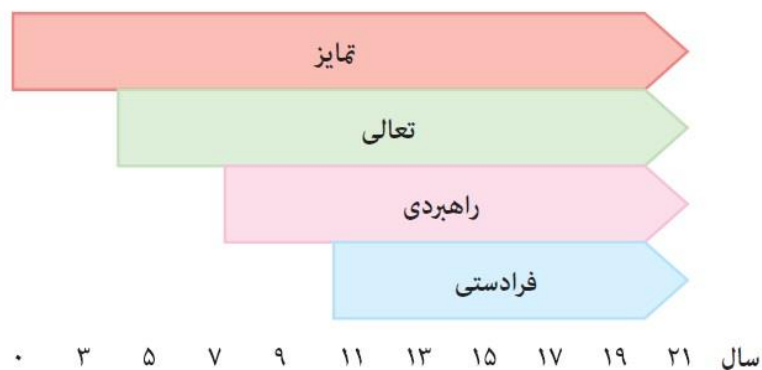 تمایز
تعالی
راهبردی
فرادستی
۰ ۳ ۵ ۷ ۹ ۱۱ ۱۳ ۱۵ ۱۷ ۱۹ ۲۱ سال